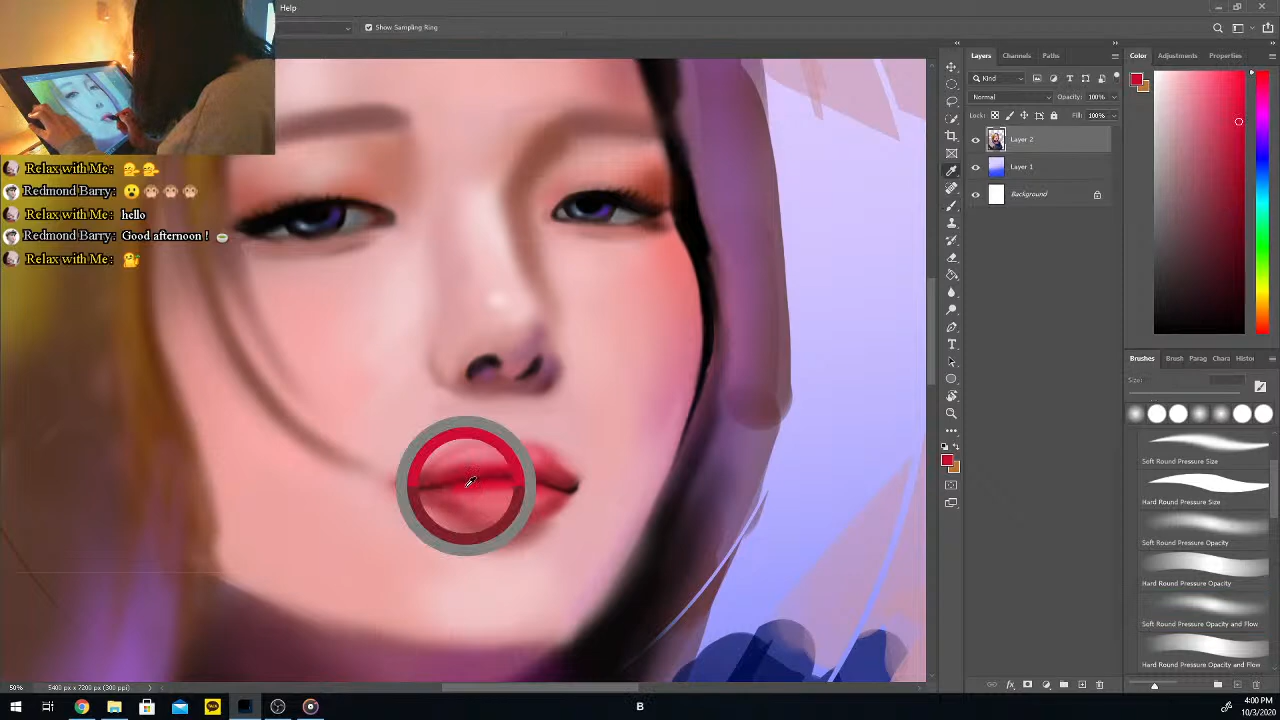 Help
Show Sampling Ring
Layers Channels Paths
Kind
Normal Opacity: 100%
Lock: Fill: 100%
Layer 2
Layer 1
Background
Color Adjustments Properties
Brushes Brush Parag Chara Histor
Size:
Soft Round Pressure Size
Hard Round Pressure Size
Soft Round Pressure Opacity
Hard Round Pressure Opacity
Soft Round Pressure Opacity and Flow
Hard Round Pressure Opacity and Flow
Relax with Me:
Redmond Barry:
Relax with Me: hello
Redmond Barry: Good afternoon !
Relax with Me:
50% 5400 px x 7200 px (300 ppi)
TALK
B
4:00 PM
10/3/2020